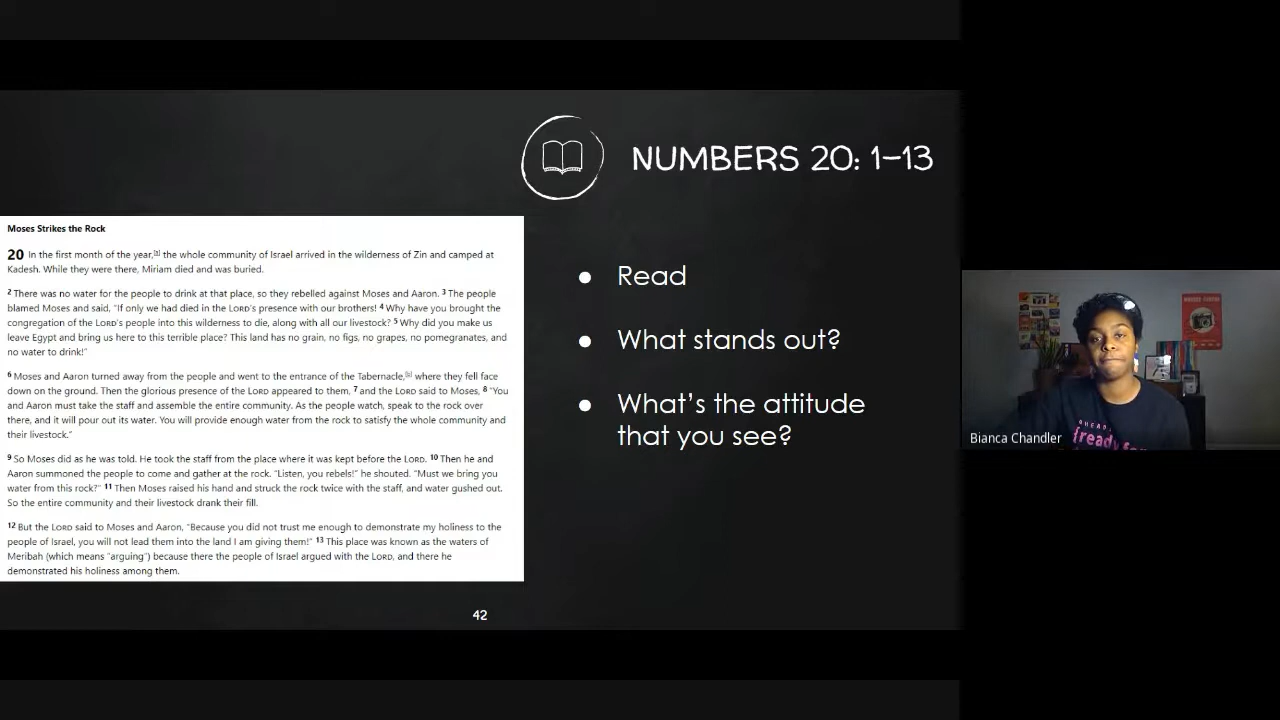 NUMBERS 20: 1–13
Moses Strikes the Rock
20 In the first month of the year, the whole community of Israel arrived in the wilderness of Zin and camped at
Kadesh. While they were there, Miriam died and was buried.
2 There was no water for the people to drink at that place, so they rebelled against Moses and Aaron. 3 The people
blamed Moses and said, "If only we had died in the LORD's presence with our brothers! 4 Why have you brought the
congregation of the LORD's people into this wilderness to die, along with all our livestock? 5 Why did you make us
leave Egypt and bring us here to this terrible place? This land has no grain, no figs, no grapes, no pomegranates, and
no water to drink!"
6 Moses and Aaron turned away from the people and went to the entrance of the Tabernacle, where they fell face
down on the ground. Then the glorious presence of the LORD appeared to them, 7 and the LORD said to Moses, 8 "You
and Aaron must take the staff and assemble the entire community. As the people watch, speak to the rock over
there, and it will pour out its water. You will provide enough water from the rock to satisfy the whole community and
their livestock."
9 So Moses did as he was told. He took the staff from the place where it was kept before the LORD. 10 Then he and
Aaron summoned the people to come and gather at the rock. "Listen, you rebels!" he shouted. "Must we bring you
water from this rock?" 11 Then Moses raised his hand and struck the rock twice with the staff, and water gushed out.
So the entire community and their livestock drank their fill.
12 But the LORD said to Moses and Aaron, "Because you did not trust me enough to demonstrate my holiness to the
people of Israel, you will not lead them into the land I am giving them!" 13 This place was known as the waters of
Meribah (which means "arguing") because there the people of Israel argued with the LORD, and there he
demonstrated his holiness among them.
● Read
● What stands out?
● What's the attitude
that you see?
42
Bianca Chandler